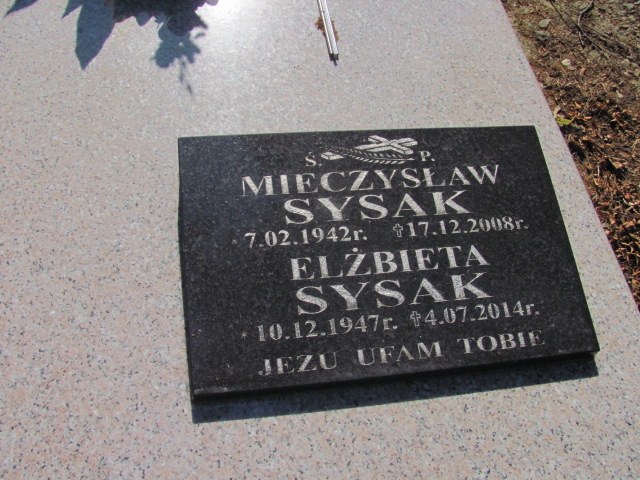 Ś. P.
MIECZYSŁAW
SYSAK
* 7.02.1942r. ✝17.12.2008r.
ELŻBIETA
SYSAK
* 10.12.1947r. ✝4.07.2014r.
JEZU UFAM TOBIE